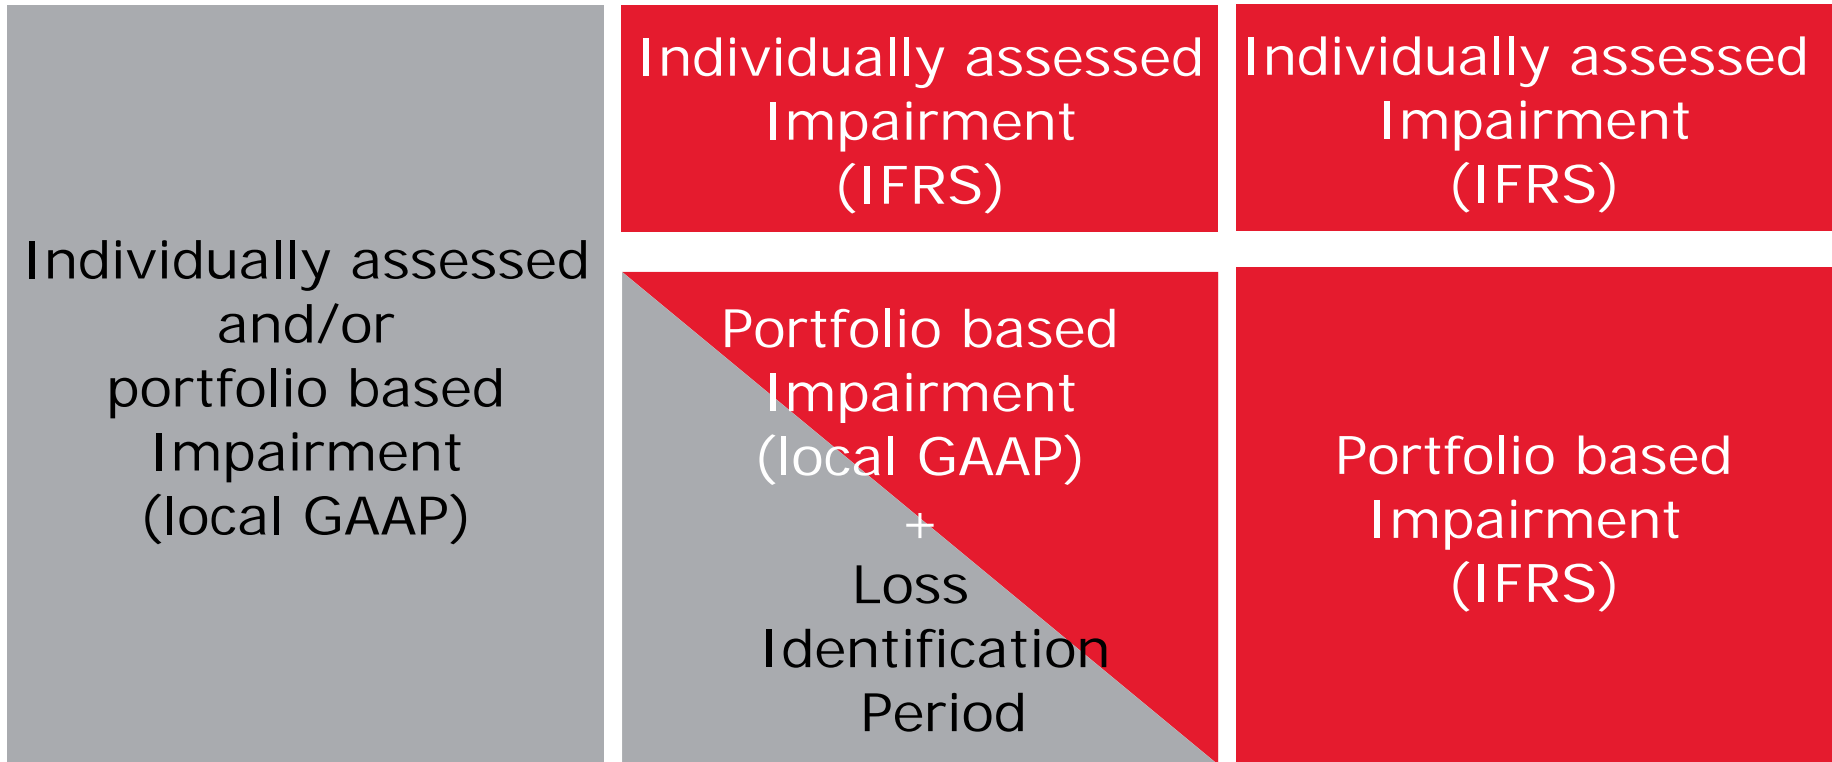 Individually assessed
and/or
portfolio based
Impairment
(local GAAP)
Individually assessed
Impairment
(IFRS)
Portfolio based
Impairment
(local GAAP)
+
Loss
Identification
Period
Individually assessed
Impairment
(IFRS)
Portfolio based
Impairment
(IFRS)